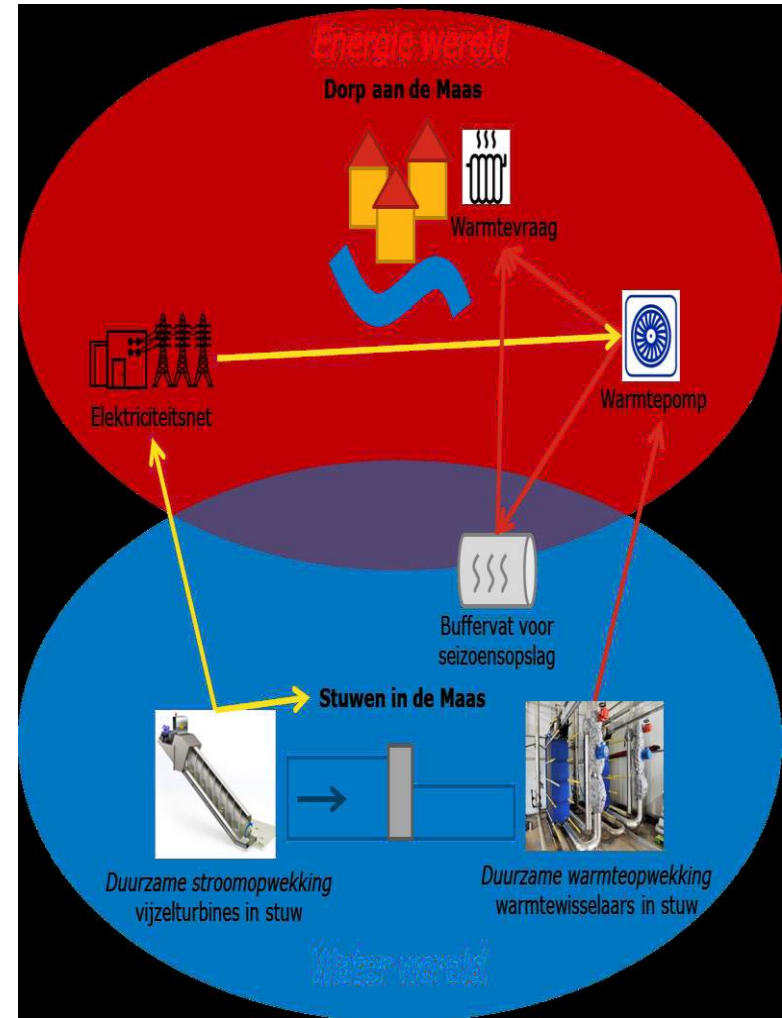 Energie wereld
Dorp aan de Maas
Warmtevraag
Warmtepomp
Elektriciteitsnet
Buffervat voor
seizoensopslag
Stuwen in de Maas
Duurzame stroomopwekking
vijzelturbines in stuw
Duurzame warmteopwekking
warmtewisselaars in stuw
Water wereld